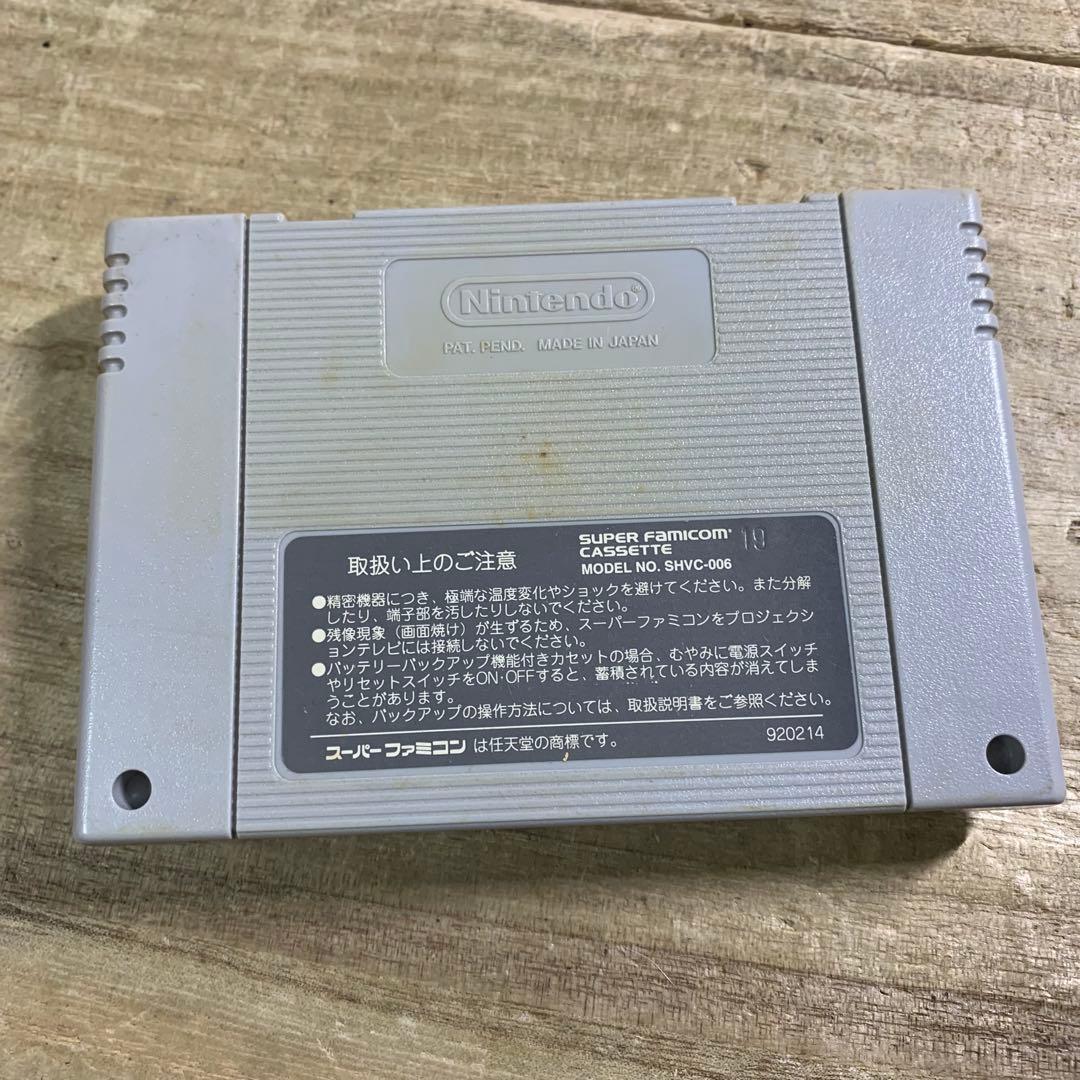 Nintendo®
PAT. PEND. MADE IN JAPAN
取扱い上のご注意
SUPER FAMICOM
CASSETTE
MODEL NO. SHVC-006
19
●精密機器につき、極端な温度変化やショックを避けてください。また分解
したり、端子部を汚したりしないでください。
●残像現象（画面焼け）が生ずるため、スーパーファミコンをプロジェクシ
ョンテレビには接続しないでください。
●バッテリーバックアップ機能付きカセットの場合、むやみに電源スイッチ
やリセットスイッチをON·OFFすると、蓄積されている内容が消えてしま
うことがあります。
なお、バックアップの操作方法については、取扱説明書をご参照ください。
スーパーファミコン は任天堂の商標です。
920214